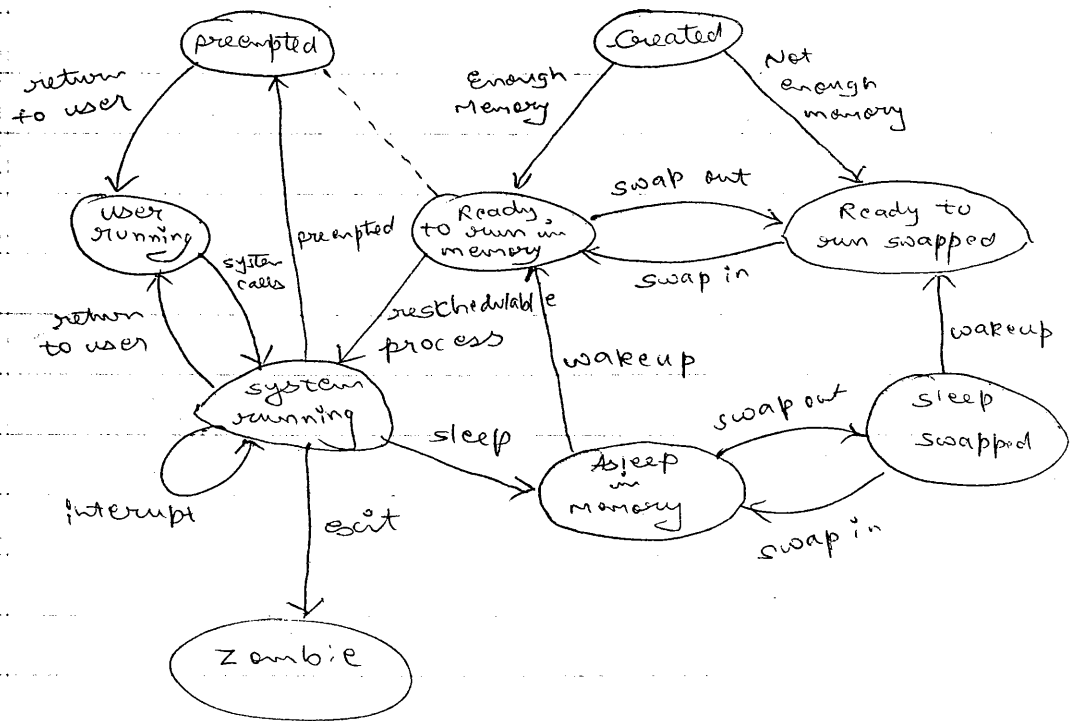 preempted
Created
return
to user
Enough
Memory
Not
enough
memory
user
running
system
calls
preempted
Ready
to run in
memory
swap out
swap in
Ready to
run swapped
return
to user
reschedulable
process
wakeup
wakeup
system
running
interupt
sleep
Asleep
in
memory
swap out
swap in
sleep
swapped
exit
Zombie